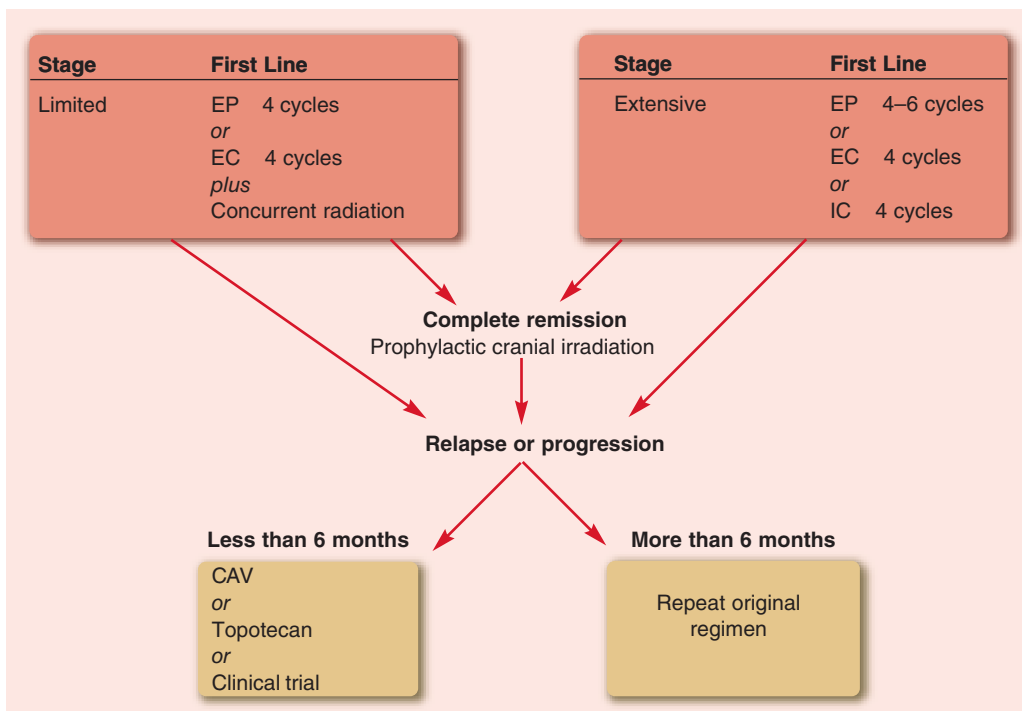 Stage First Line
Limited EP 4 cycles
or
EC 4 cycles
plus
Concurrent radiation
Stage First Line
Extensive EP 4–6 cycles
or
EC 4 cycles
or
IC 4 cycles
Complete remission
Prophylactic cranial irradiation
Relapse or progression
Less than 6 months
CAV
or
Topotecan
or
Clinical trial
More than 6 months
Repeat original
regimen